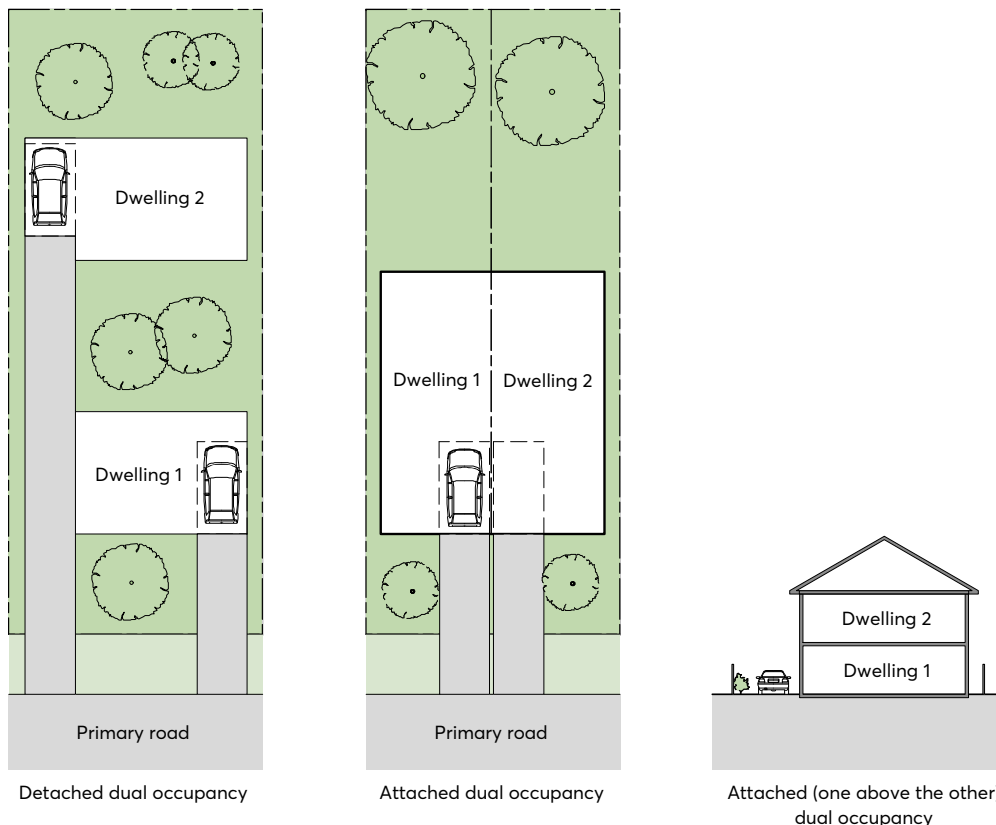 Dwelling 2
Dwelling 1
Primary road
Detached dual occupancy
Dwelling 1
Dwelling 2
Primary road
Attached dual occupancy
Dwelling 2
Dwelling 1
Attached (one above the other
dual occupancy